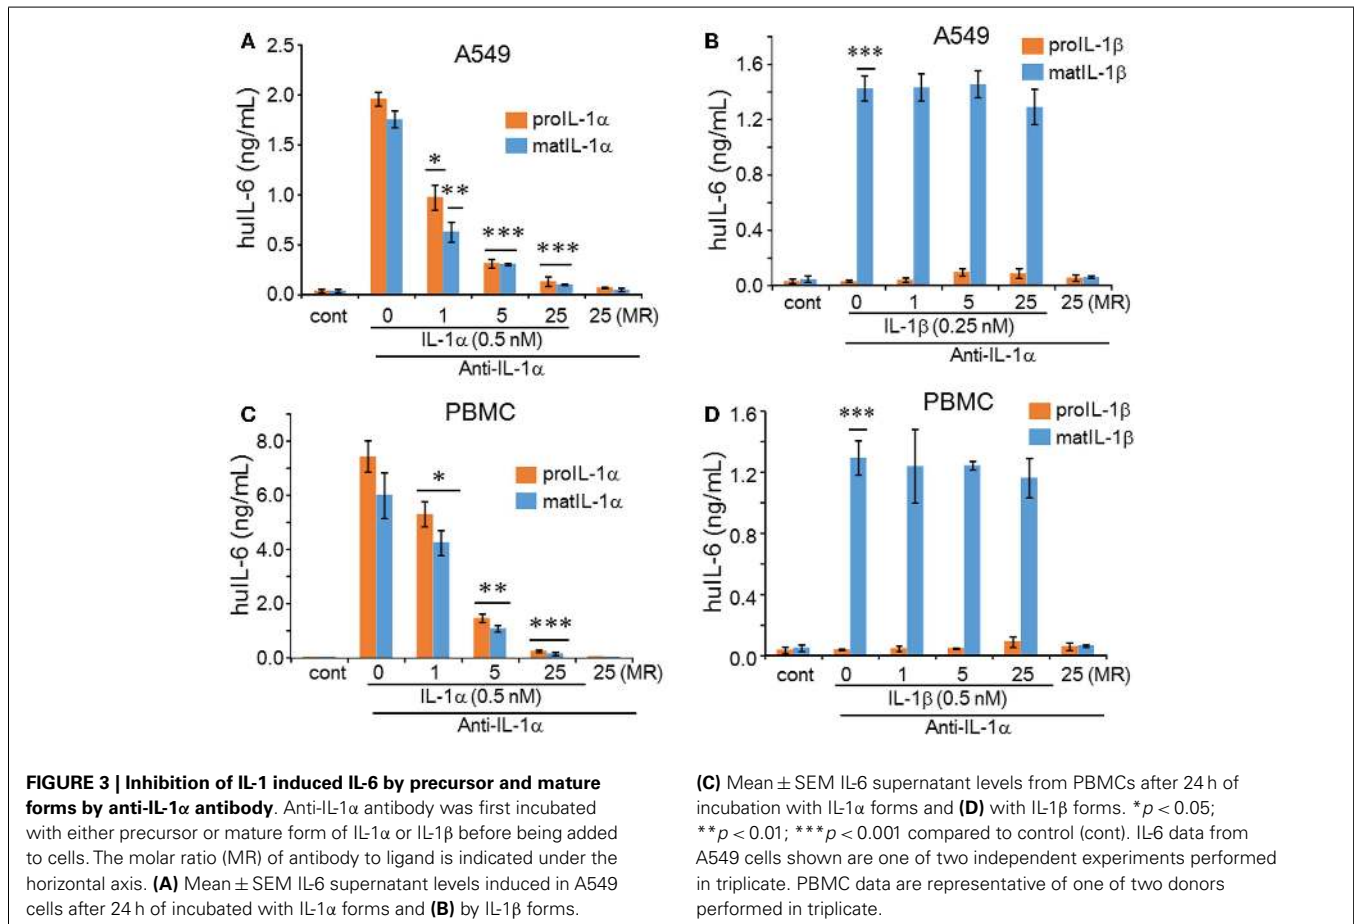 A
A549
2.5
2.0
1.5
1.0
0.5
0.0
huIL-6 (ng/mL)
proIL-1α
matIL-1α
*
**
***
***
cont 0 1 5 25 25 (MR)
IL-1α (0.5 nM)
Anti-IL-1α
B
A549
1.6
1.4
0.8
0.4
0.0
huIL-6 (ng/mL)
proIL-1β
matIL-1β
***
cont 0 1 5 25 25 (MR)
IL-1β (0.25 nM)
Anti-IL-1α
C
PBMC
8.0
6.0
4.0
2.0
0.0
huIL-6 (ng/mL)
proIL-1α
matIL-1α
*
**
***
cont 0 1 5 25 25 (MR)
IL-1α (0.5 nM)
Anti-IL-1α
D
PBMC
1.6
1.2
0.8
0.4
0.0
huIL-6 (ng/mL)
proIL-1β
matIL-1β
***
cont 0 1 5 25 25 (MR)
IL-1β (0.5 nM)
Anti-IL-1α
FIGURE 3 | Inhibition of IL-1 induced IL-6 by precursor and mature
forms by anti-IL-1α antibody. Anti-IL-1α antibody was first incubated
with either precursor or mature form of IL-1α or IL-1β before being added
to cells. The molar ratio (MR) of antibody to ligand is indicated under the
horizontal axis. (A) Mean ± SEM IL-6 supernatant levels induced in A549
cells after 24 h of incubated with IL-1α forms and (B) by IL-1β forms.
(C) Mean ± SEM IL-6 supernatant levels from PBMCs after 24 h of
incubation with IL-1α forms and (D) with IL-1β forms. *p < 0.05;
**p < 0.01; ***p < 0.001 compared to control (cont). IL-6 data from
A549 cells shown are one of two independent experiments performed
in triplicate. PBMC data are representative of one of two donors
performed in triplicate.